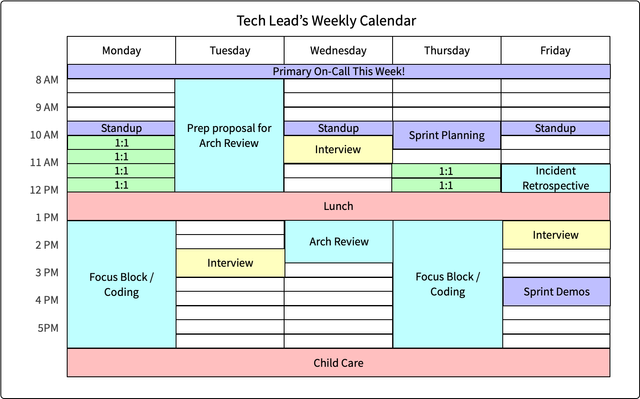 Tech Lead's Weekly Calendar
Monday
Tuesday
Wednesday
Thursday
Friday
Primary On-Call This Week!
8 AM
9 AM
10 AM
11 AM
12 PM
1 PM
2 PM
3 PM
4 PM
5PM
Standup
1:1
1:1
1:1
1:1
Prep proposal for
Arch Review
Standup
Interview
Sprint Planning
1:1
1:1
Standup
Incident
Retrospective
Lunch
Focus Block /
Coding
Interview
Arch Review
Focus Block /
Coding
Interview
Sprint Demos
Child Care